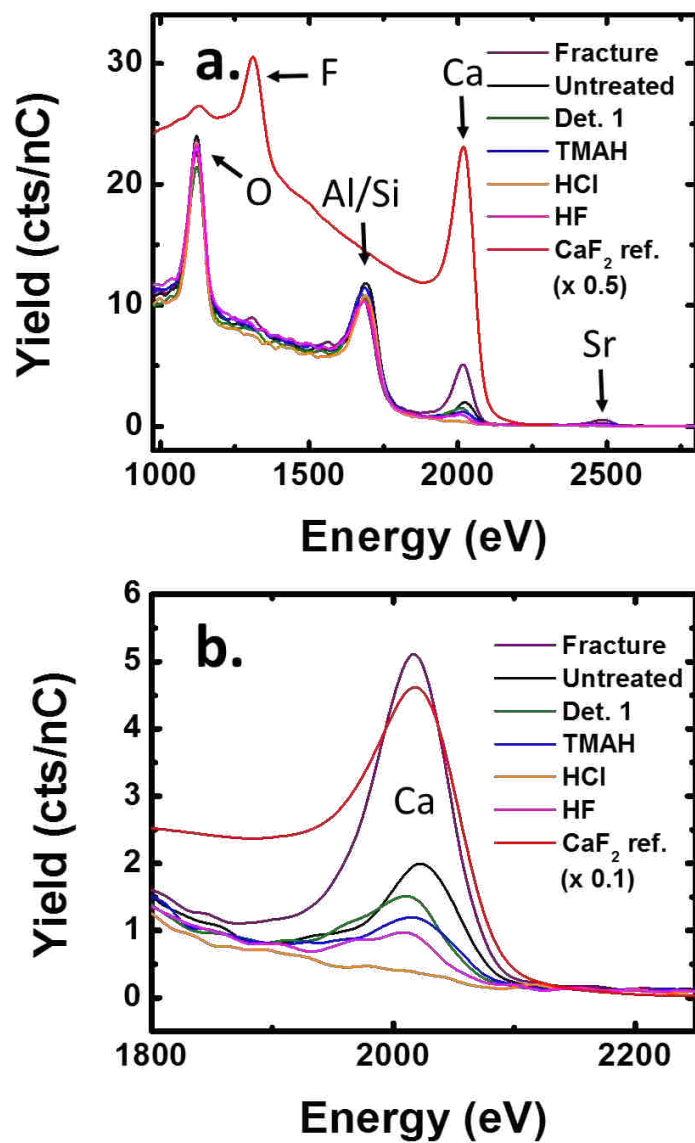 a.
F
O
Al/Si
Ca
Sr
Fracture
Untreated
Det. 1
TMAH
HCl
HF
CaF₂ ref.
(x 0.5)
Yield (cts/nC)
30
20
10
0
1000 1500 2000 2500
Energy (eV)
b.
Ca
Fracture
Untreated
Det. 1
TMAH
HCl
HF
CaF₂ ref.
(x 0.1)
Yield (cts/nC)
6
5
4
3
2
1
0
1800 2000 2200
Energy (eV)